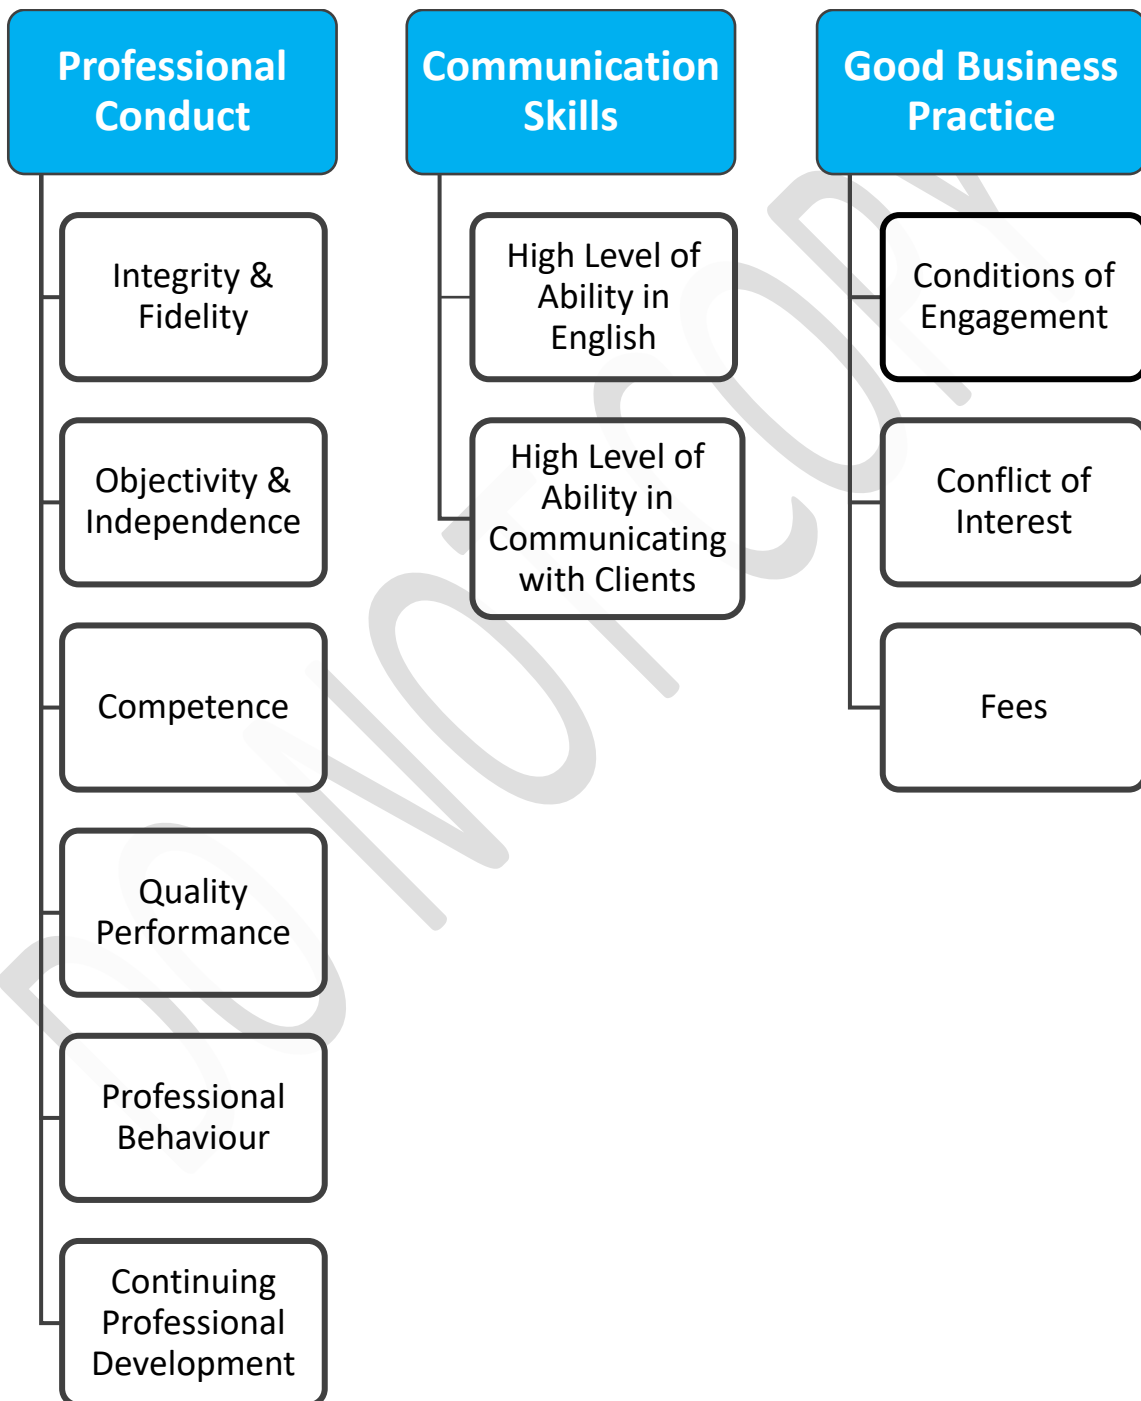 Professional
Conduct
Integrity &
Fidelity
Objectivity &
Independence
Competence
Quality
Performance
Professional
Behaviour
Continuing
Professional
Development
Communication
Skills
High Level of
Ability in
English
High Level of
Ability in
Communicating
with Clients
Good Business
Practice
Conditions of
Engagement
Conflict of
Interest
Fees
DO NOT COPY